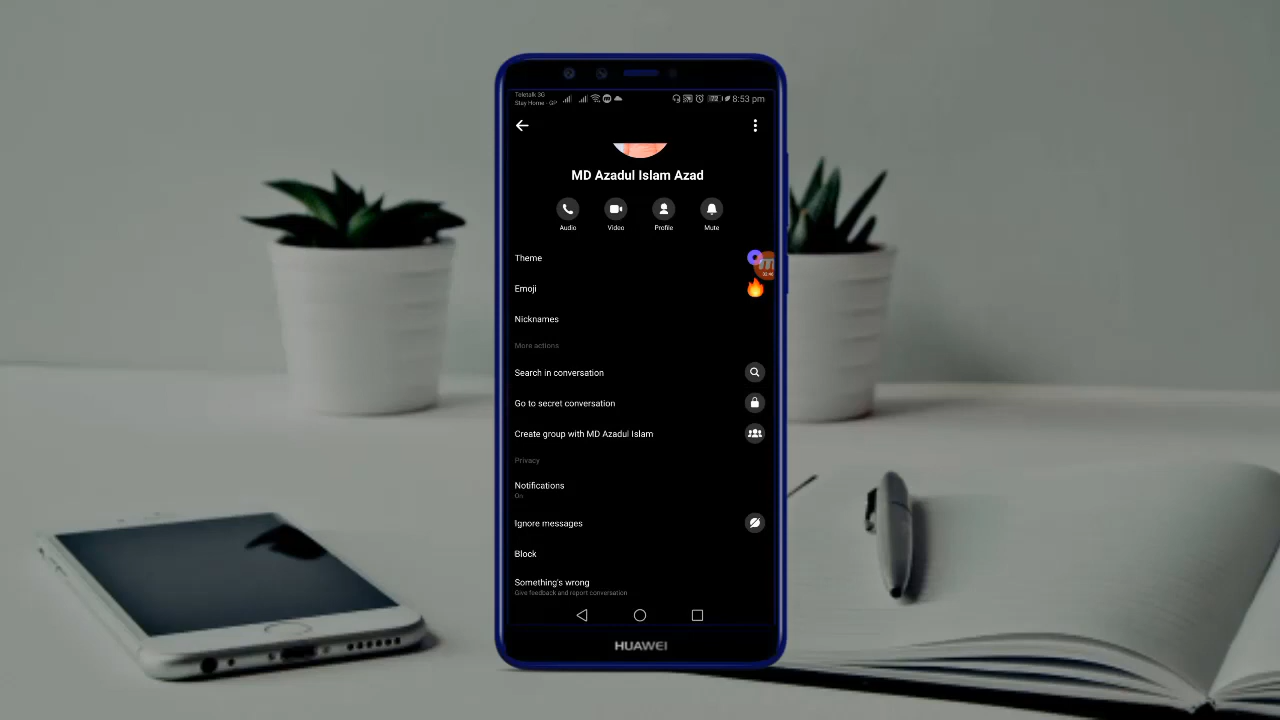 Teletalk 3G
Stay Home - GP
72
8:53 pm
MD Azadul Islam Azad
Audio
Video
Profile
Mute
Theme
Emoji
Nicknames
More actions
Search in conversation
Go to secret conversation
Create group with MD Azadul Islam
Privacy
Notifications
On
Ignore messages
Block
Something's wrong
Give feedback and report conversation
HUAWEI